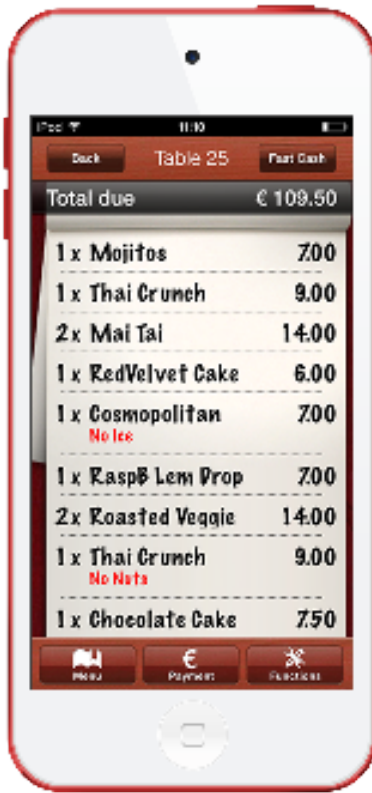 iPod 11:10
Back Table 25 Fast Cash
Total due € 109.50
1 x Mojitos 7.00
1 x Thai Crunch 9.00
2 x Mai Tai 14.00
1 x RedVelvet Cake 6.00
1 x Cosmopolitan 7.00
No Ice
1 x RaspB Lem Drop 7.00
2 x Roasted Veggie 14.00
1 x Thai Crunch 9.00
No Nuts
1 x Chocolate Cake 7.50
€
Menu Payment Functions